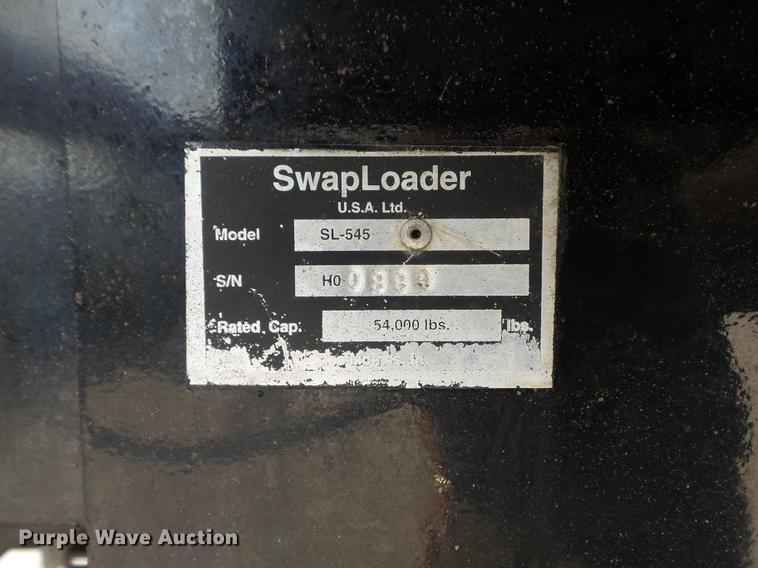 SwapLoader
U.S.A. Ltd.
Model SL-545
S/N H0
Rated Cap. 54,000 lbs. lbs.
Purple Wave Auction